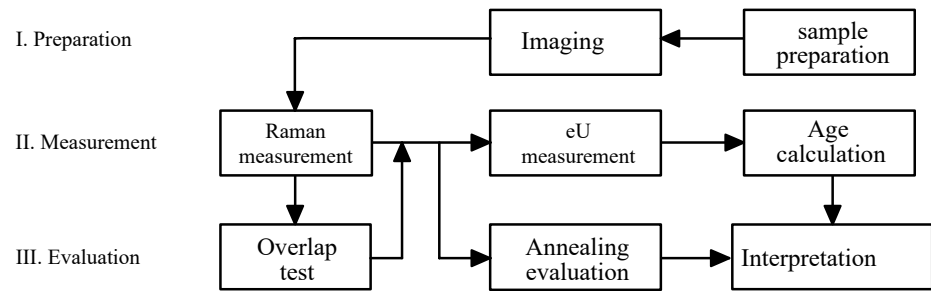 I. Preparation
Imaging
sample
preparation
II. Measurement
Raman
measurement
eU
measurement
Age
calculation
III. Evaluation
Overlap
test
Annealing
evaluation
Interpretation